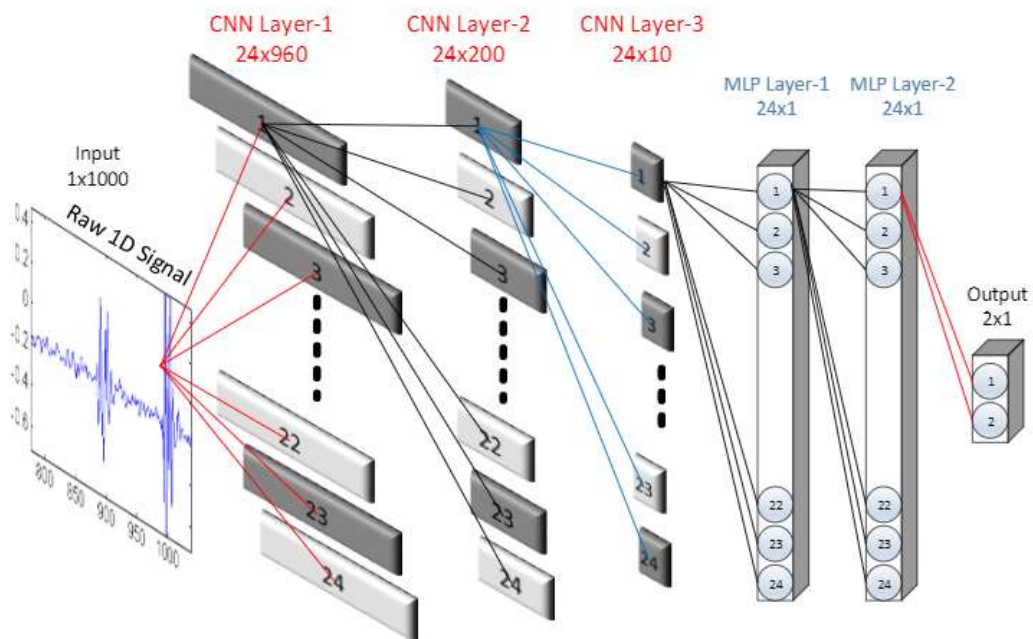 CNN Layer-1
24x960
CNN Layer-2
24x200
CNN Layer-3
24x10
MLP Layer-1
24x1
MLP Layer-2
24x1
Input
1x1000
Raw 1D Signal
0.4
0.2
0
-0.2
-0.4
-0.6
800
850
900
950
1000
1
2
3
22
23
24
1
2
3
22
23
24
1
2
3
23
24
1
2
3
22
23
24
1
2
3
22
23
24
Output
2x1
1
2